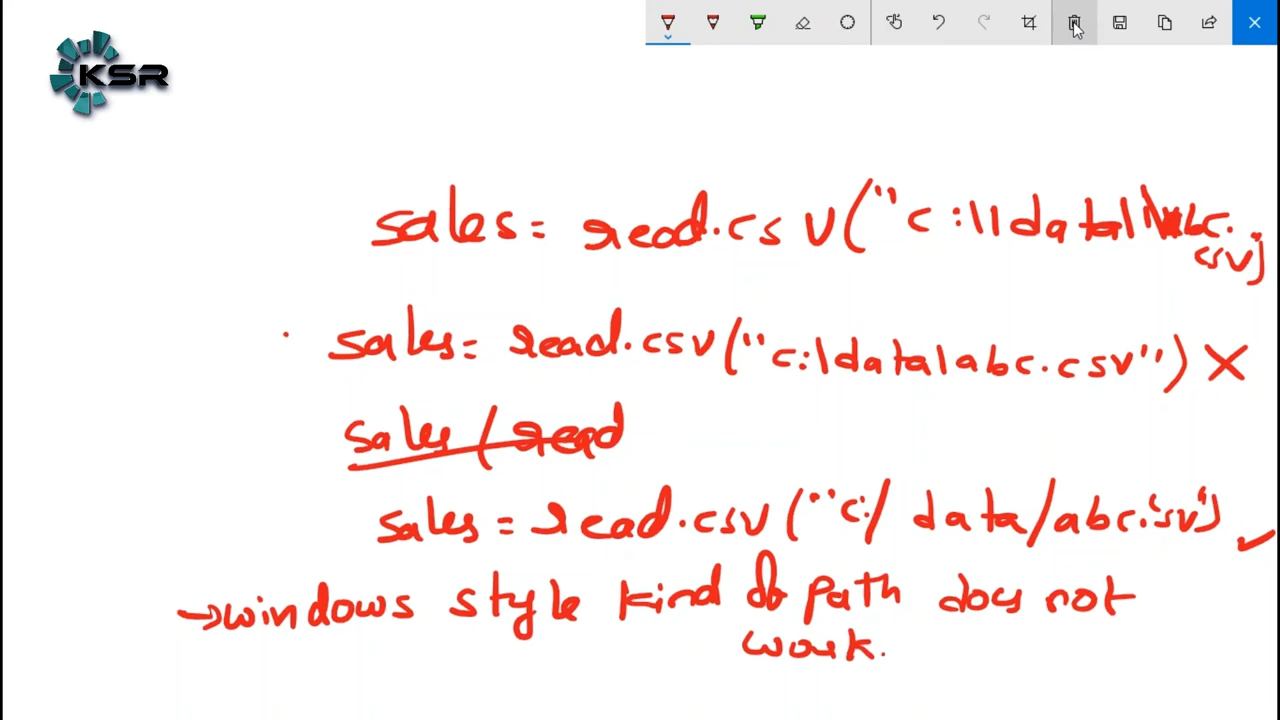 KSR
sales = read.csv("c:\\data\\abc.
csv)
sales = read.csv("c:\data\abc.csv") X
sales / read
sales = read.csv("c:/ data/abc.csv") ✓
→windows style kind of path does not
work.